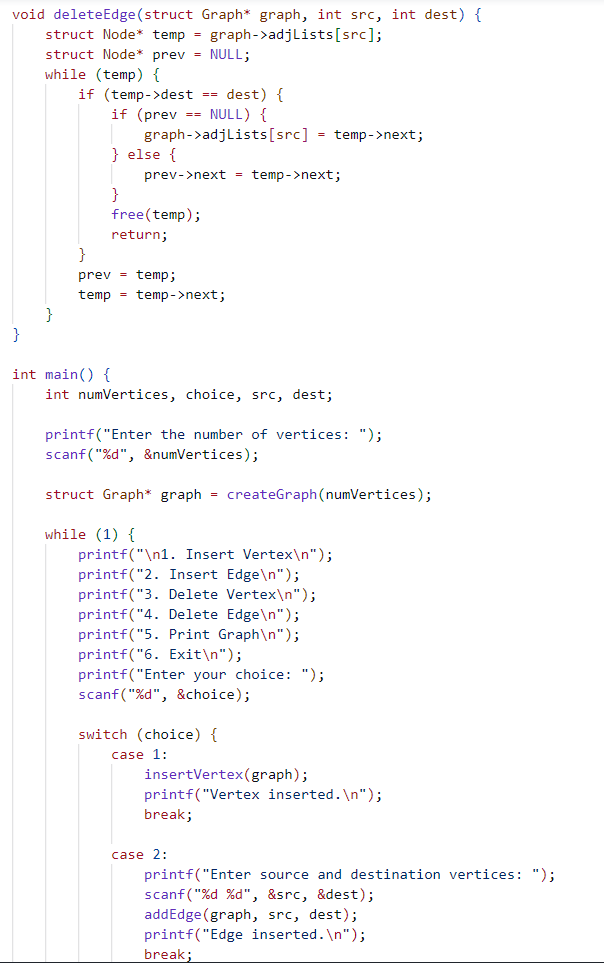 void deleteEdge(struct Graph* graph, int src, int dest) {
    struct Node* temp = graph->adjLists[src];
    struct Node* prev = NULL;
    while (temp) {
        if (temp->dest == dest) {
            if (prev == NULL) {
                graph->adjLists[src] = temp->next;
            } else {
                prev->next = temp->next;
            }
            free(temp);
            return;
        }
        prev = temp;
        temp = temp->next;
    }
}

int main() {
    int numVertices, choice, src, dest;

    printf("Enter the number of vertices: ");
    scanf("%d", &numVertices);

    struct Graph* graph = createGraph(numVertices);

    while (1) {
        printf("\n1. Insert Vertex\n");
        printf("2. Insert Edge\n");
        printf("3. Delete Vertex\n");
        printf("4. Delete Edge\n");
        printf("5. Print Graph\n");
        printf("6. Exit\n");
        printf("Enter your choice: ");
        scanf("%d", &choice);

        switch (choice) {
            case 1:
                insertVertex(graph);
                printf("Vertex inserted.\n");
                break;

            case 2:
                printf("Enter source and destination vertices: ");
                scanf("%d %d", &src, &dest);
                addEdge(graph, src, dest);
                printf("Edge inserted.\n");
                break;